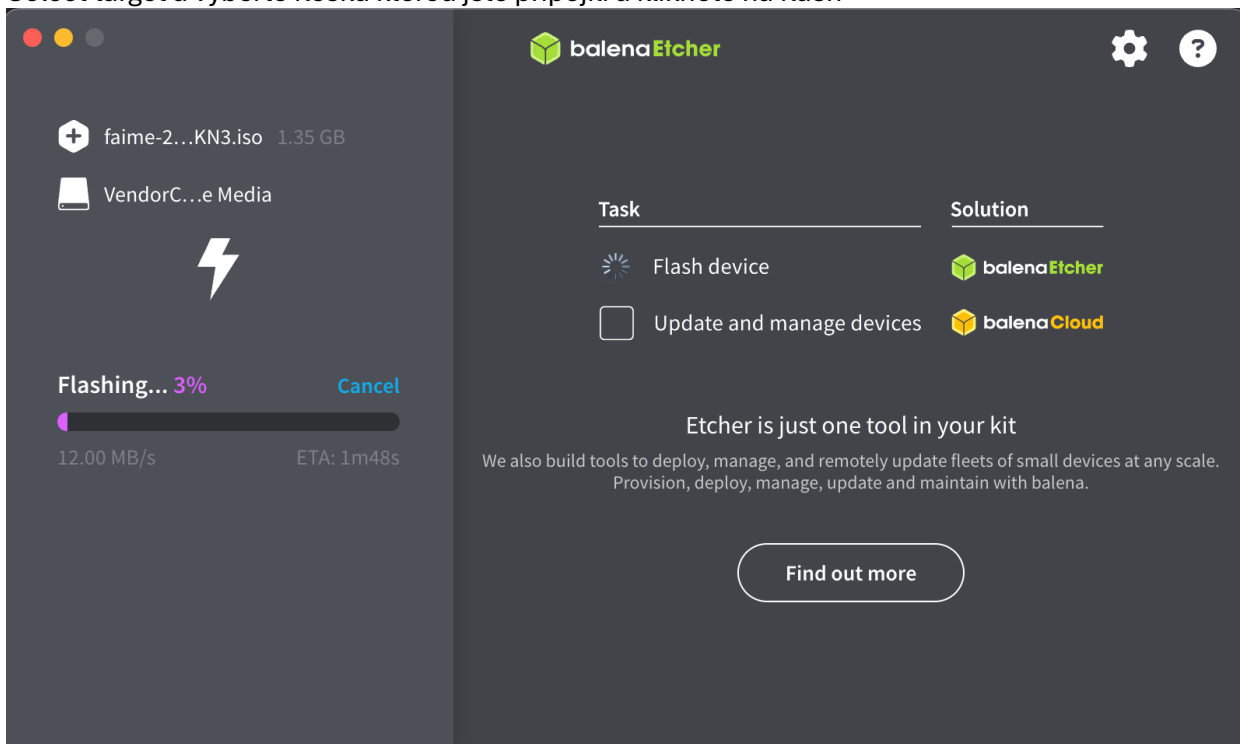 balenaEtcher
faime-2...KN3.iso 1.35 GB
VendorC...e Media
Task Solution
Flash device balenaEtcher
Update and manage devices balenaCloud
Flashing... 3% Cancel
12.00 MB/s ETA: 1m48s
Etcher is just one tool in your kit
We also build tools to deploy, manage, and remotely update fleets of small devices at any scale.
Provision, deploy, manage, update and maintain with balena.
Find out more